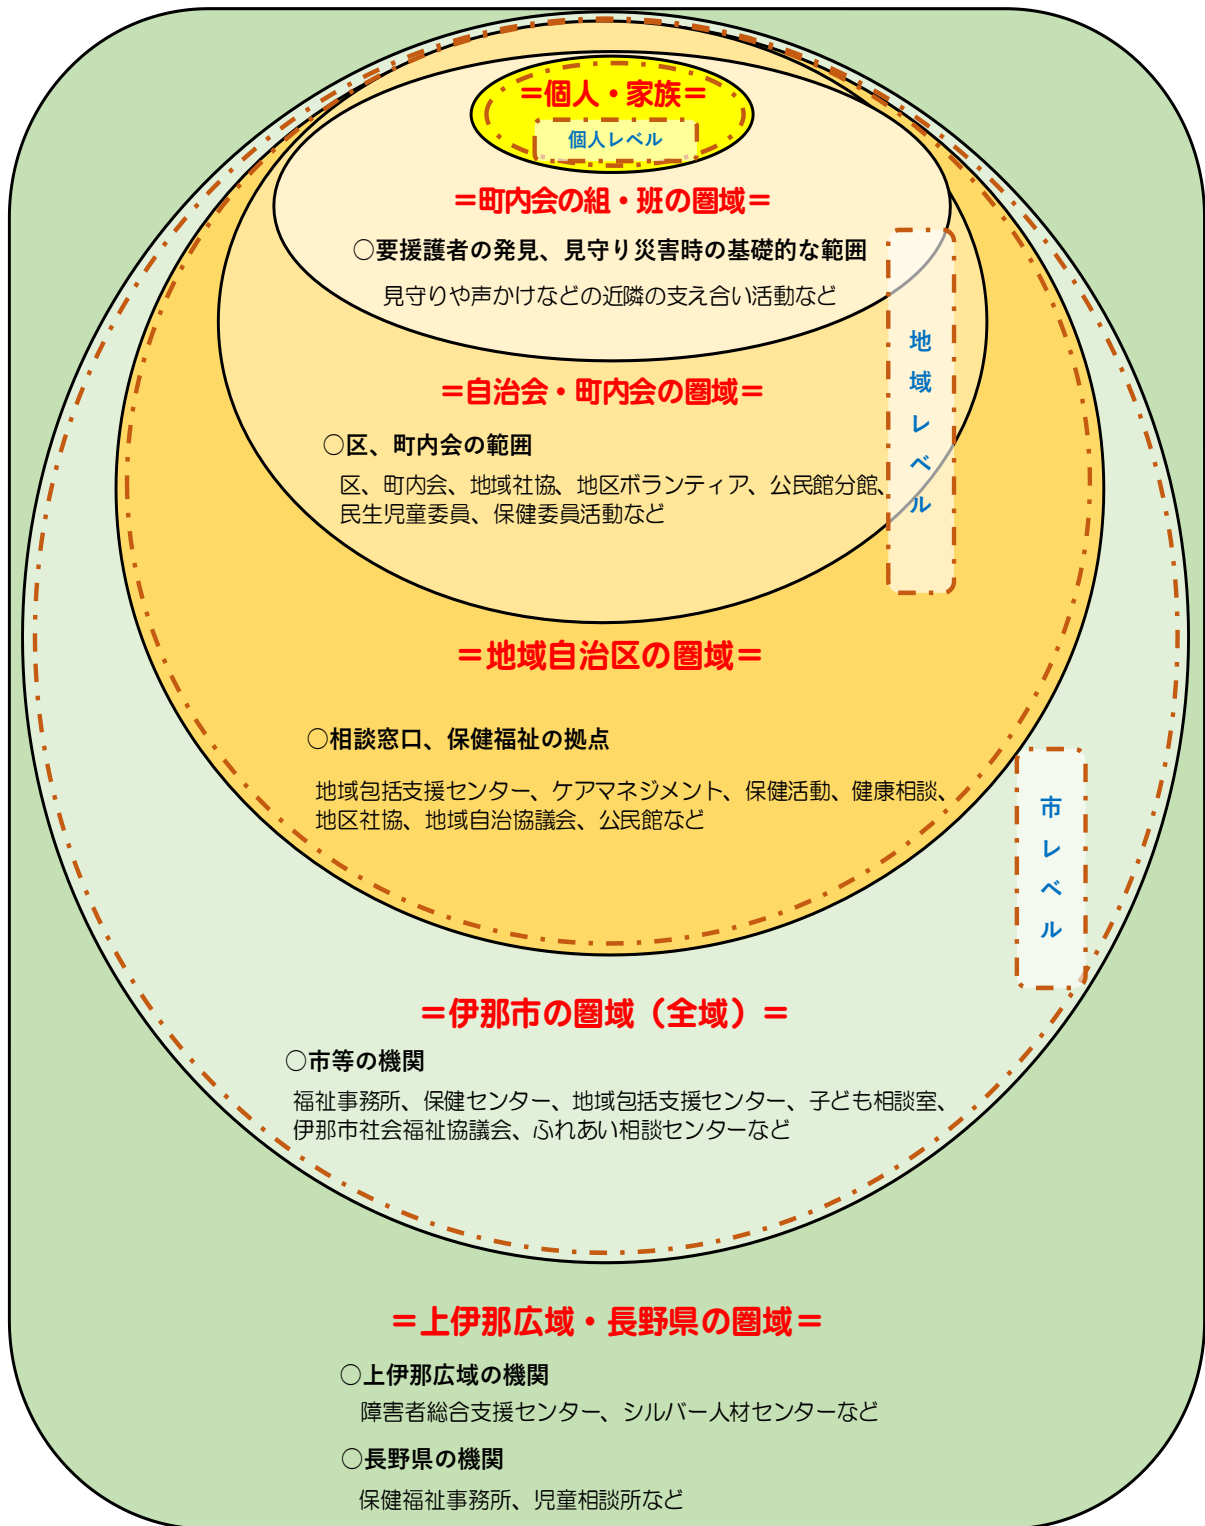 ＝個人・家族＝
個人レベル
＝町内会の組・班の圏域＝
○要援護者の発見、見守り災害時の基礎的な範囲
見守りや声かけなどの近隣の支え合い活動など
地域レベル
＝自治会・町内会の圏域＝
○区、町内会の範囲
区、町内会、地域社協、地区ボランティア、公民館分館、
民生児童委員、保健委員活動など
＝地域自治区の圏域＝
○相談窓口、保健福祉の拠点
地域包括支援センター、ケアマネジメント、保健活動、健康相談、
地区社協、地域自治協議会、公民館など
市レベル
＝伊那市の圏域（全域）＝
○市等の機関
福祉事務所、保健センター、地域包括支援センター、子ども相談室、
伊那市社会福祉協議会、ふれあい相談センターなど
＝上伊那広域・長野県の圏域＝
○上伊那広域の機関
障害者総合支援センター、シルバー人材センターなど
○長野県の機関
保健福祉事務所、児童相談所など